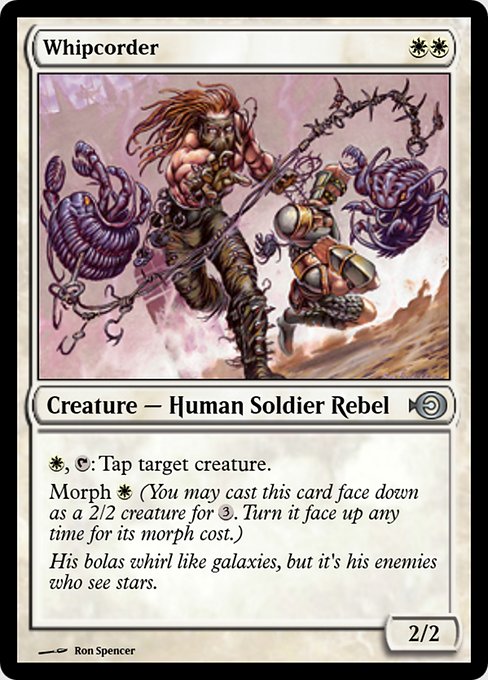 Whipcorder
Creature — Human Soldier Rebel
: Tap target creature.
Morph (You may cast this card face down
as a 2/2 creature for 3. Turn it face up any
time for its morph cost.)
His bolas whirl like galaxies, but it's his enemies
who see stars.
2/2
Ron Spencer